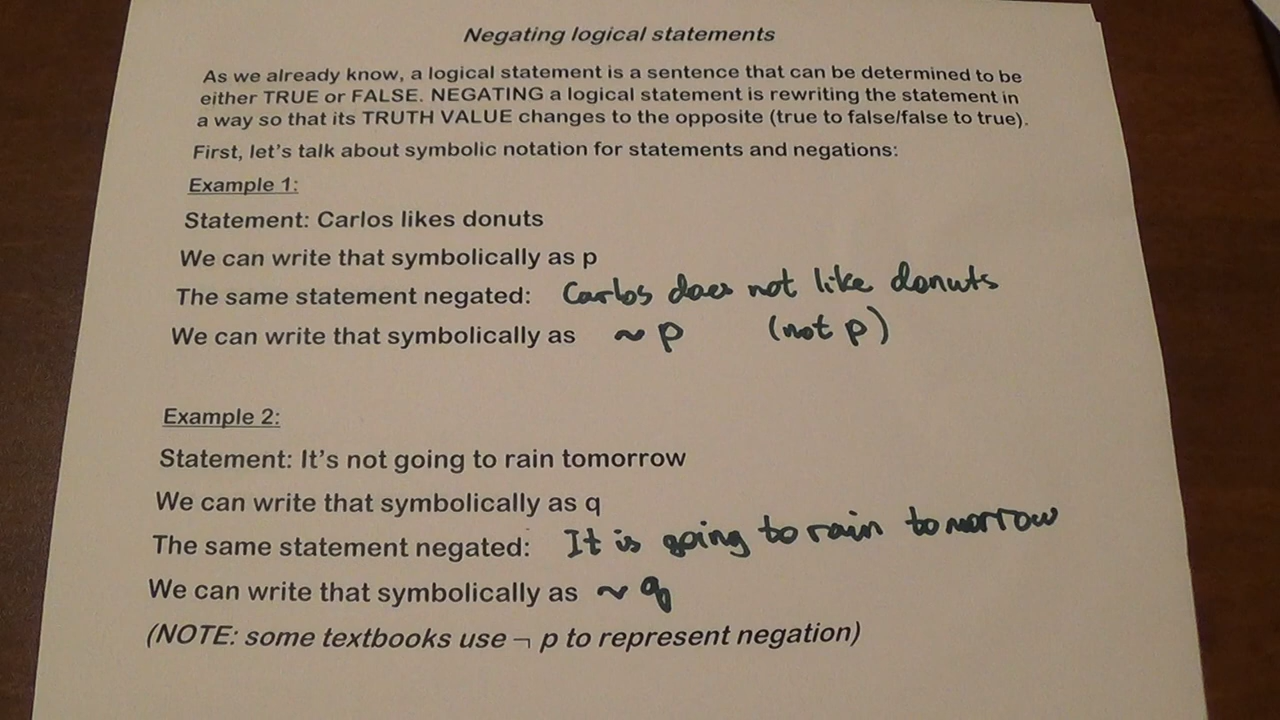 Negating logical statements
As we already know, a logical statement is a sentence that can be determined to be
either TRUE or FALSE. NEGATING a logical statement is rewriting the statement in
a way so that its TRUTH VALUE changes to the opposite (true to false/false to true).
First, let's talk about symbolic notation for statements and negations:
Example 1:
Statement: Carlos likes donuts
We can write that symbolically as p
The same statement negated: Carlos does not like donuts
We can write that symbolically as ~ p (not p)
Example 2:
Statement: It's not going to rain tomorrow
We can write that symbolically as q
The same statement negated: It is going to rain tomorrow
We can write that symbolically as ~ q
(NOTE: some textbooks use ¬ p to represent negation)